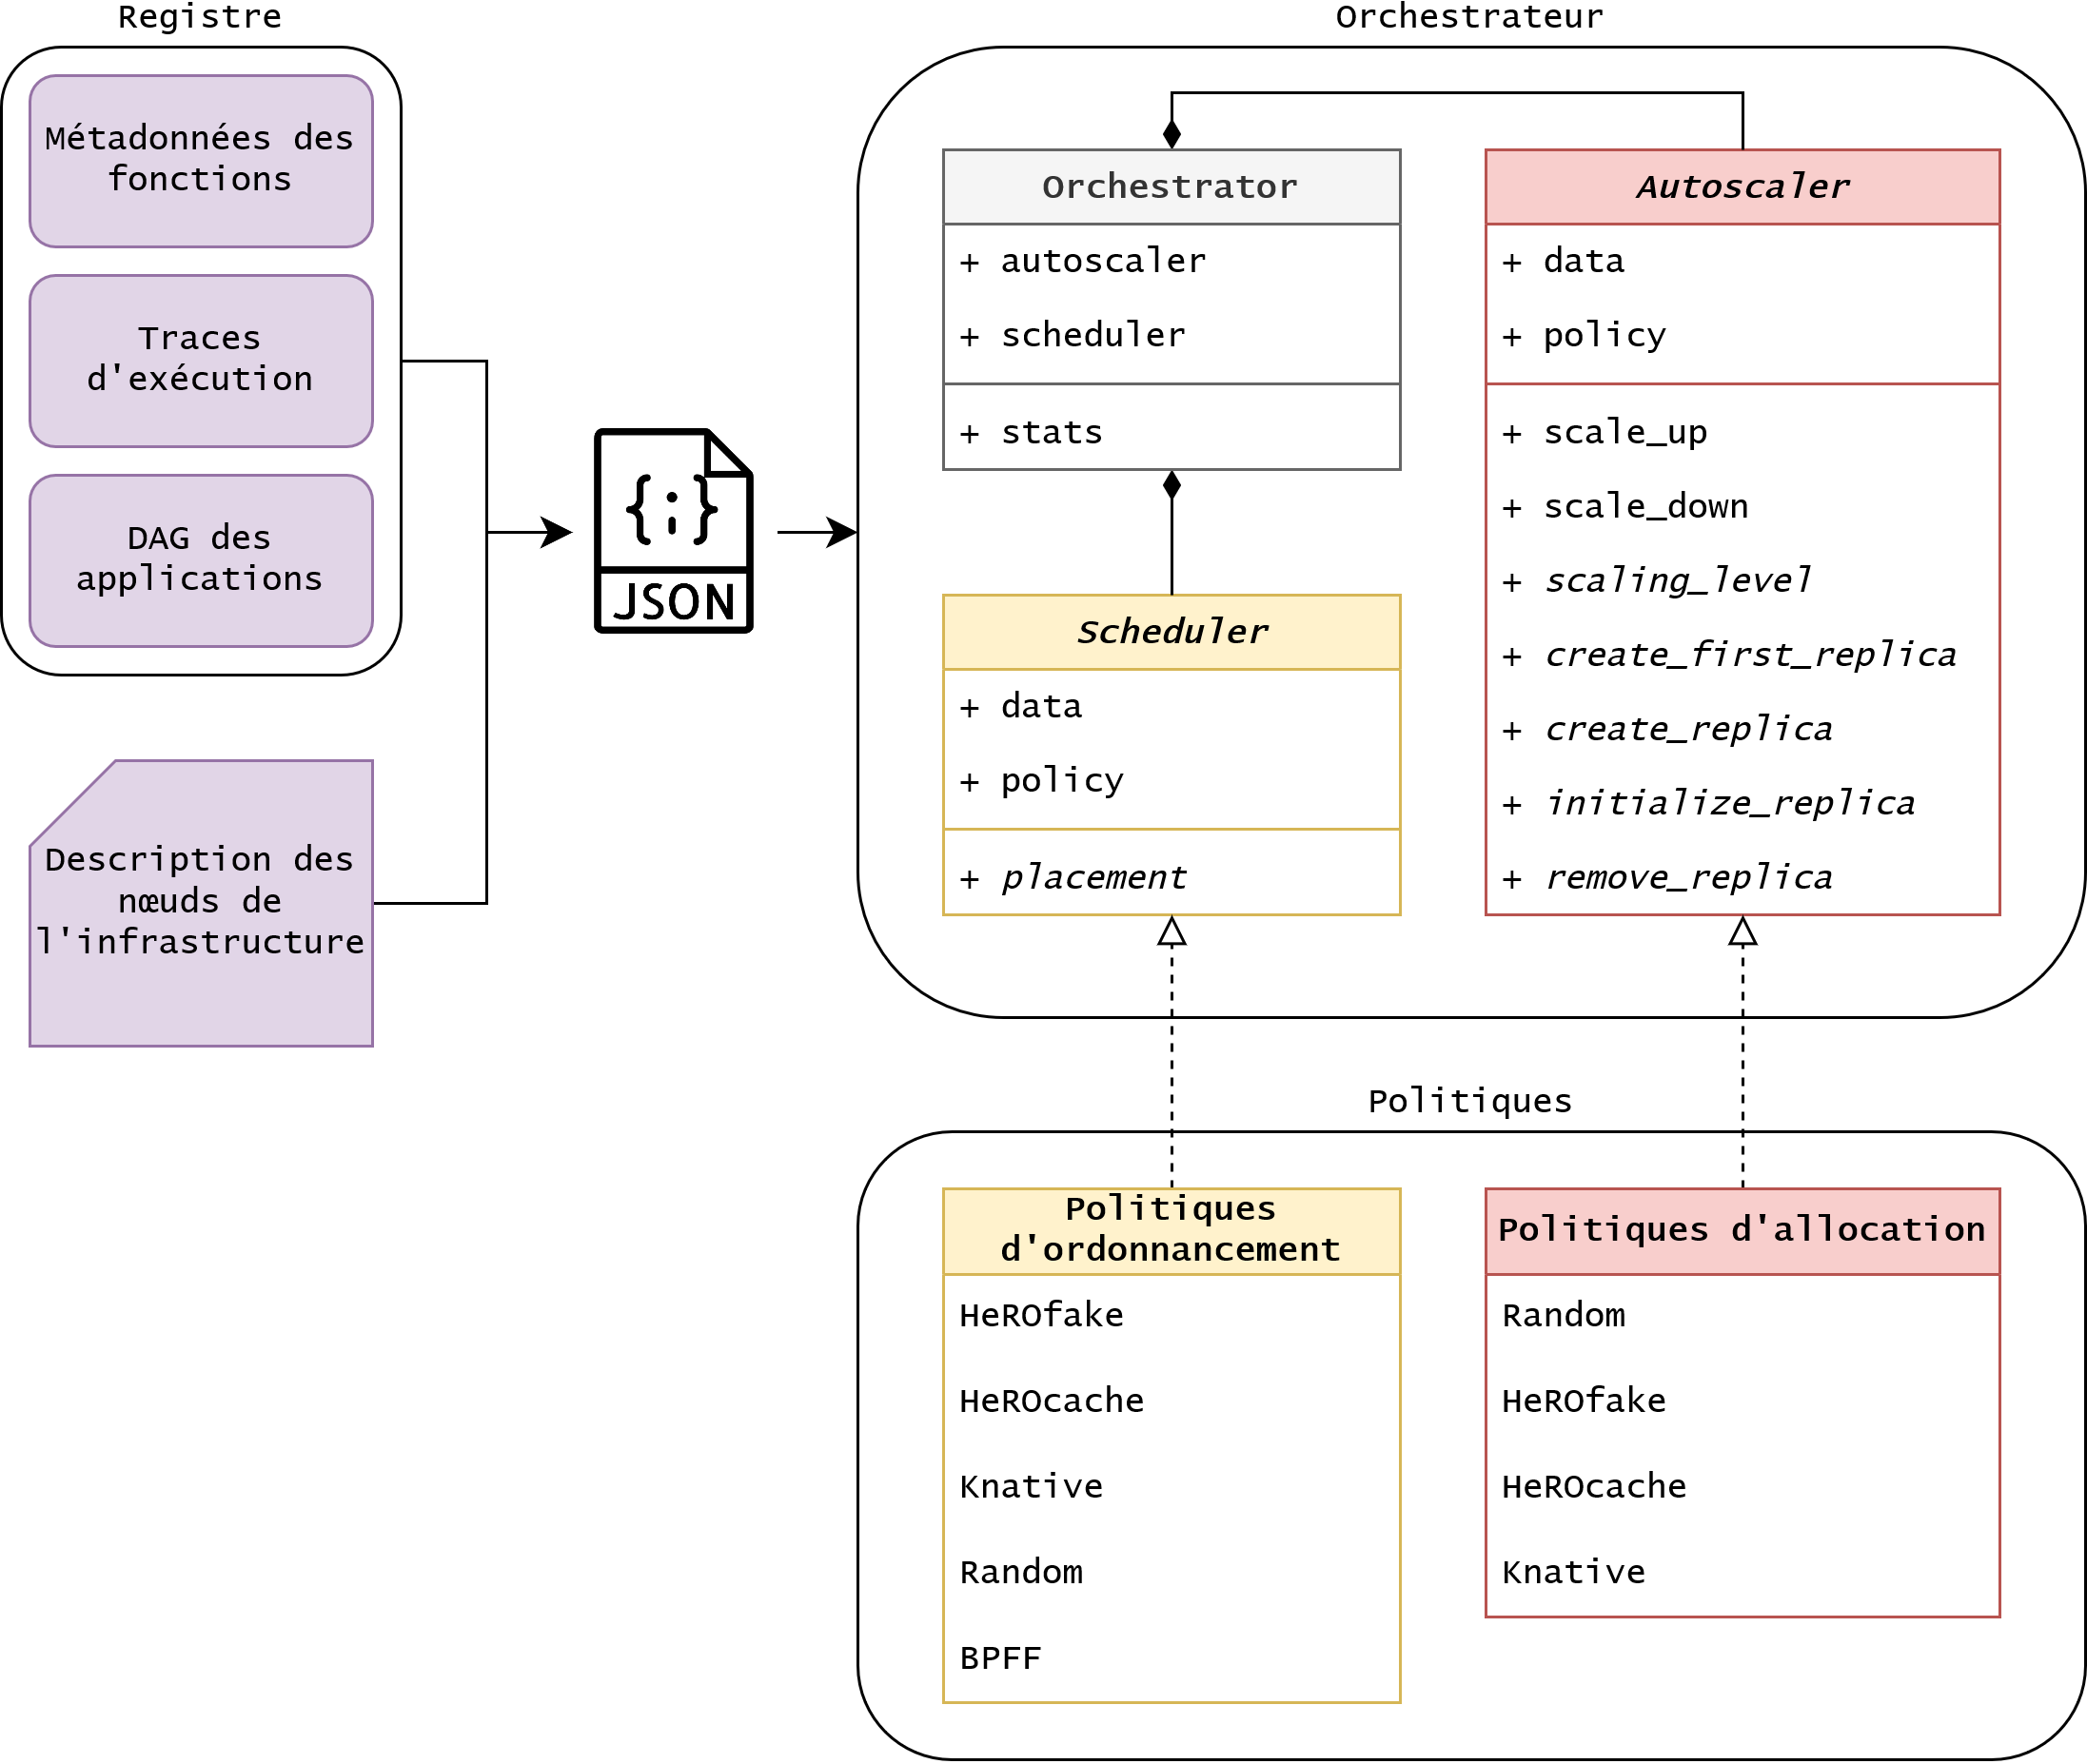 Registre
Métadonnées des
fonctions
Traces
d'exécution
DAG des
applications
Description des
nœuds de
l'infrastructure
{;}
JSON
Orchestrateur
Orchestrator
+ autoscaler
+ scheduler
+ stats
Scheduler
+ data
+ policy
+ placement
Autoscaler
+ data
+ policy
+ scale_up
+ scale_down
+ scaling_level
+ create_first_replica
+ create_replica
+ initialize_replica
+ remove_replica
Politiques
Politiques
d'ordonnancement
HeROfake
HeROcache
Knative
Random
BPFF
Politiques d'allocation
Random
HeROfake
HeROcache
Knative